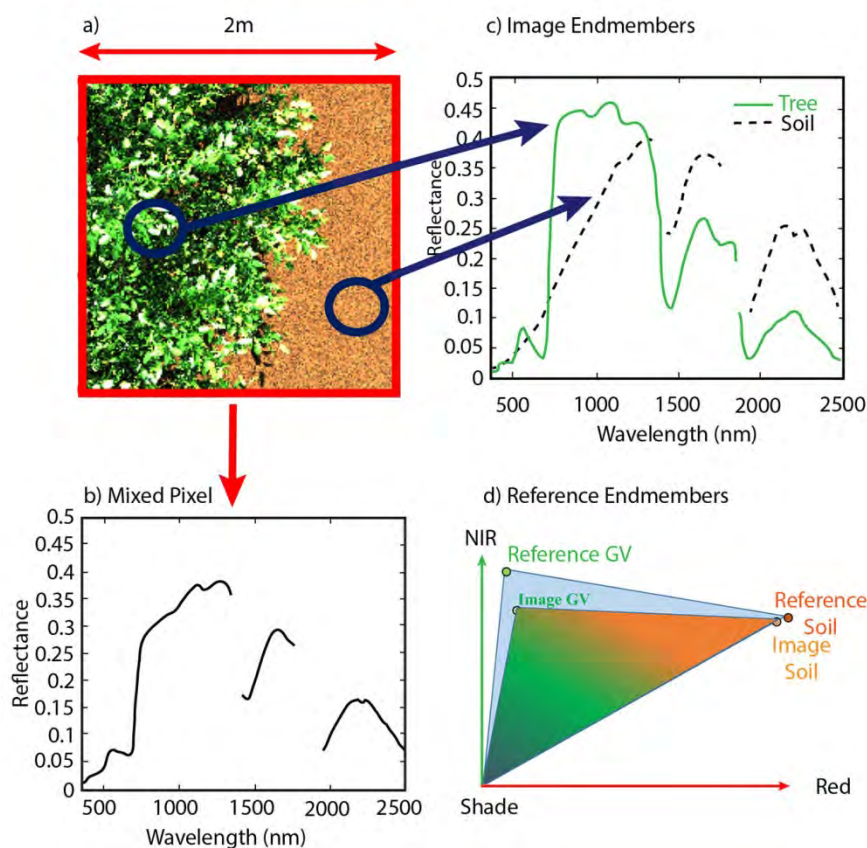 a)
2m
c) Image Endmembers
0.5
0.45
0.4
0.35
0.3
0.25
0.2
0.15
0.1
0.05
0
Reflectance
Tree
Soil
500 1000 1500 2000 2500
Wavelength (nm)
b) Mixed Pixel
0.5
0.45
0.4
0.35
0.3
0.25
0.2
0.15
0.1
0.05
0
Reflectance
500 1000 1500 2000 2500
Wavelength (nm)
d) Reference Endmembers
NIR
Reference GV
Image GV
Reference
Soil
Image
Soil
Red
Shade